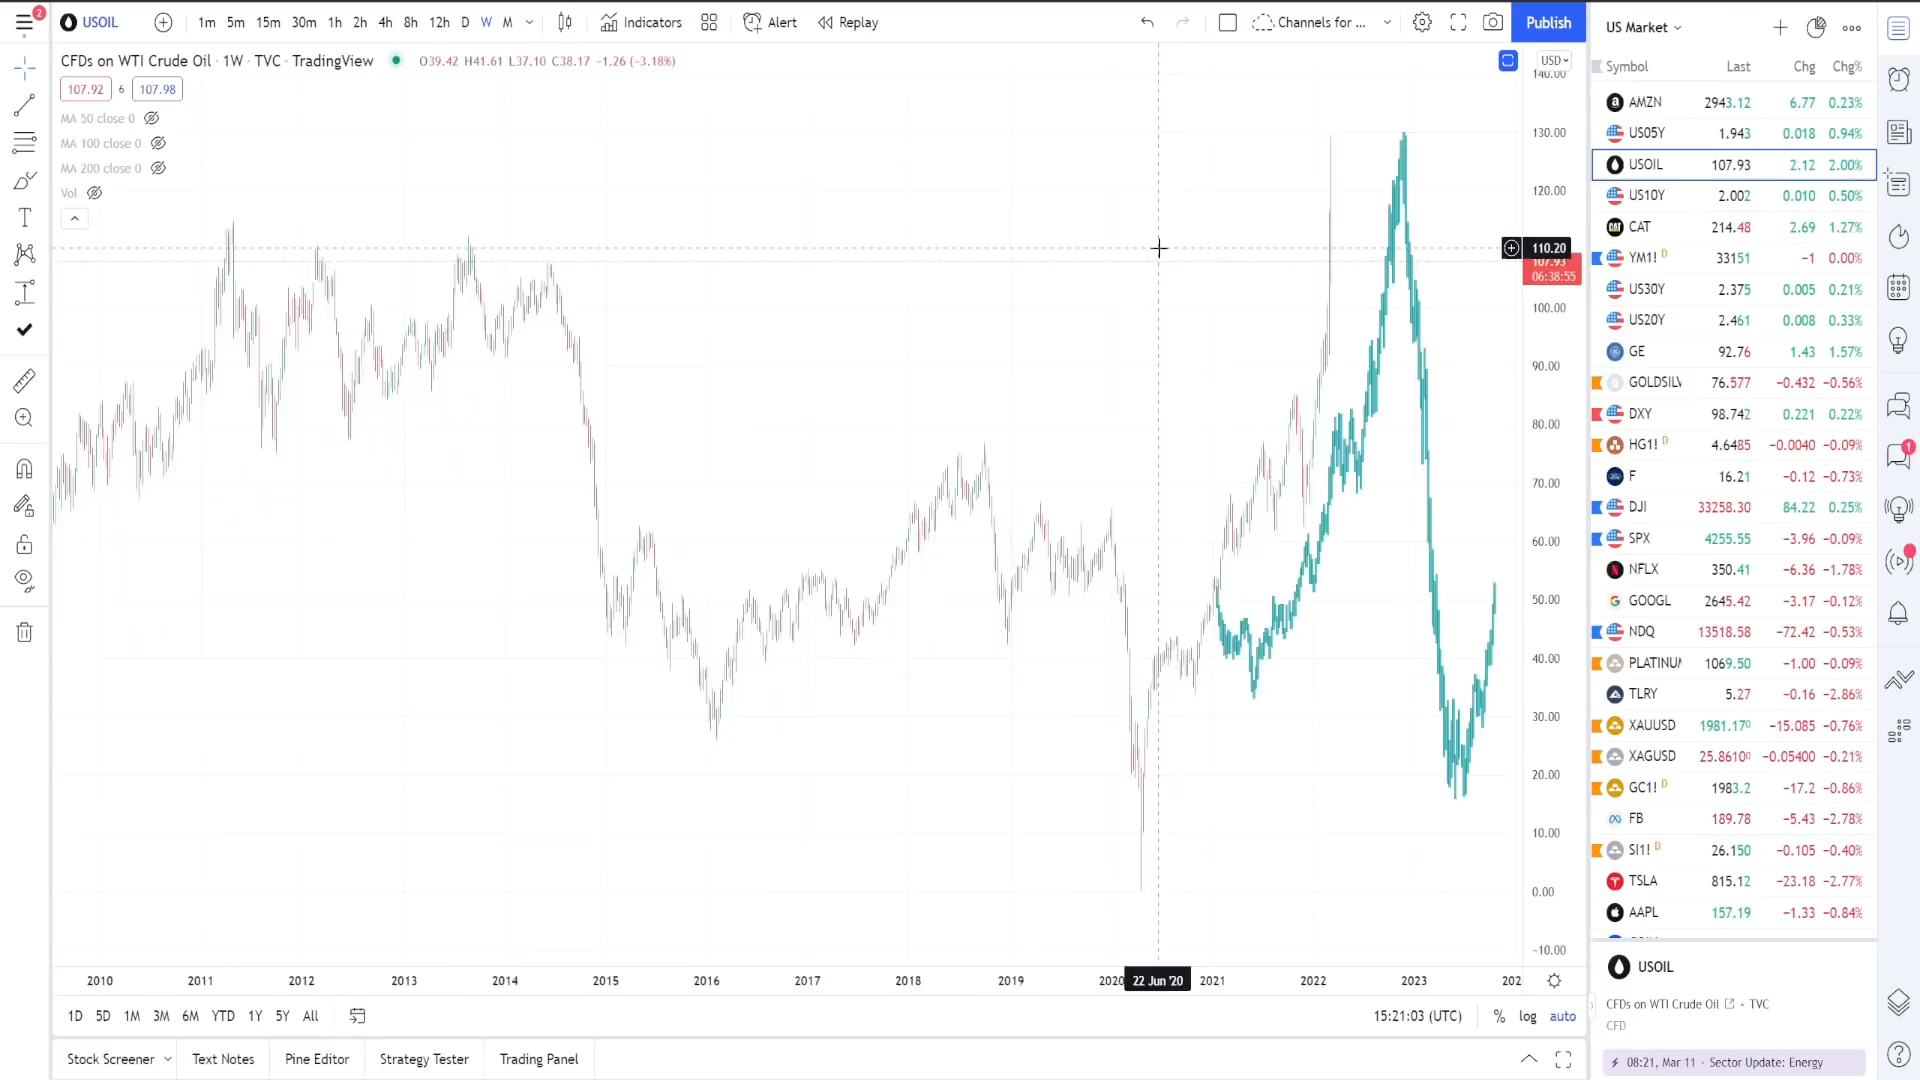 2 USOIL 1m 5m 15m 30m 1h 2h 4h 8h 12h D W M Indicators Alert Replay Channels for ... Publish
CFDs on WTI Crude Oil · 1W · TVC · TradingView O39.42 H41.61 L37.10 C38.17 −1.26 (−3.18%)
107.92 6 107.98
MA 50 close 0
MA 100 close 0
MA 200 close 0
Vol
USD
140.00
130.00
120.00
110.20
107.93
06:38:55
100.00
90.00
80.00
70.00
60.00
50.00
40.00
30.00
20.00
10.00
0.00
−10.00
2010 2011 2012 2013 2014 2015 2016 2017 2018 2019 2020 22 Jun '20 2021 2022 2023 202
1D 5D 1M 3M 6M YTD 1Y 5Y All 15:21:03 (UTC) % log auto
Stock Screener Text Notes Pine Editor Strategy Tester Trading Panel
US Market
Symbol Last Chg Chg%
AMZN 2943.12 6.77 0.23%
US05Y 1.943 0.018 0.94%
USOIL 107.93 2.12 2.00%
US10Y 2.002 0.010 0.50%
CAT 214.48 2.69 1.27%
YM1! D 33151 −1 0.00%
US30Y 2.375 0.005 0.21%
US20Y 2.461 0.008 0.33%
GE 92.76 1.43 1.57%
GOLDSILV 76.577 −0.432 −0.56%
DXY 98.742 0.221 0.22%
HG1! D 4.6485 −0.0040 −0.09%
F 16.21 −0.12 −0.73%
DJI 33258.30 84.22 0.25%
SPX 4255.55 −3.96 −0.09%
NFLX 350.41 −6.36 −1.78%
GOOGL 2645.42 −3.17 −0.12%
NDQ 13518.58 −72.42 −0.53%
PLATINUM 1069.50 −1.00 −0.09%
TLRY 5.27 −0.16 −2.86%
XAUUSD 1981.170 −15.085 −0.76%
XAGUSD 25.8610 −0.05400 −0.21%
GC1! D 1983.2 −17.2 −0.86%
FB 189.78 −5.43 −2.78%
SI1! D 26.150 −0.105 −0.40%
TSLA 815.12 −23.18 −2.77%
AAPL 157.19 −1.33 −0.84%
USOIL
CFDs on WTI Crude Oil • TVC
CFD
08:21, Mar 11 · Sector Update: Energy
1